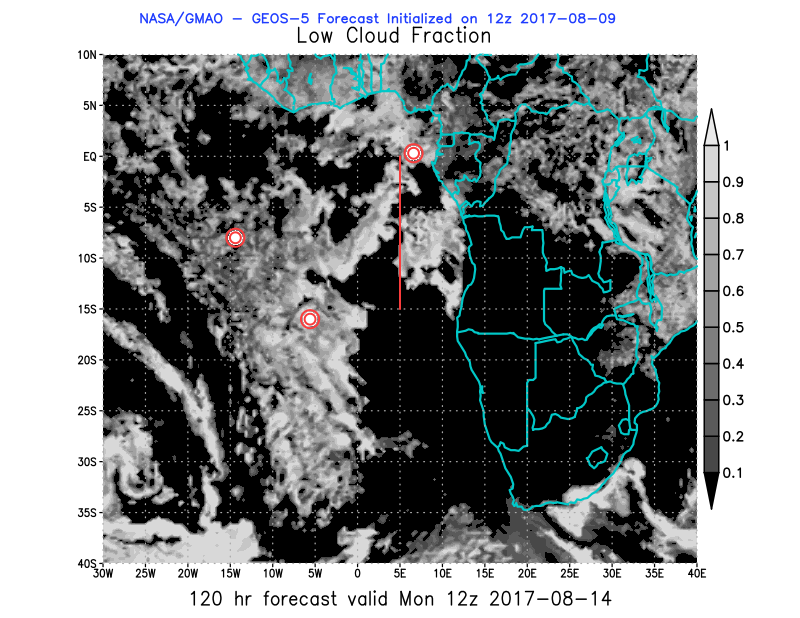 NASA/GMAO - GEOS-5 Forecast Initialized on 12z 2017-08-09
Low Cloud Fraction
10N
5N
EQ
5S
10S
15S
20S
25S
30S
35S
40S
30W 25W 20W 15W 10W 5W 0 5E 10E 15E 20E 25E 30E 35E 40E
1
0.9
0.8
0.7
0.6
0.5
0.4
0.3
0.2
0.1
120 hr forecast valid Mon 12z 2017-08-14